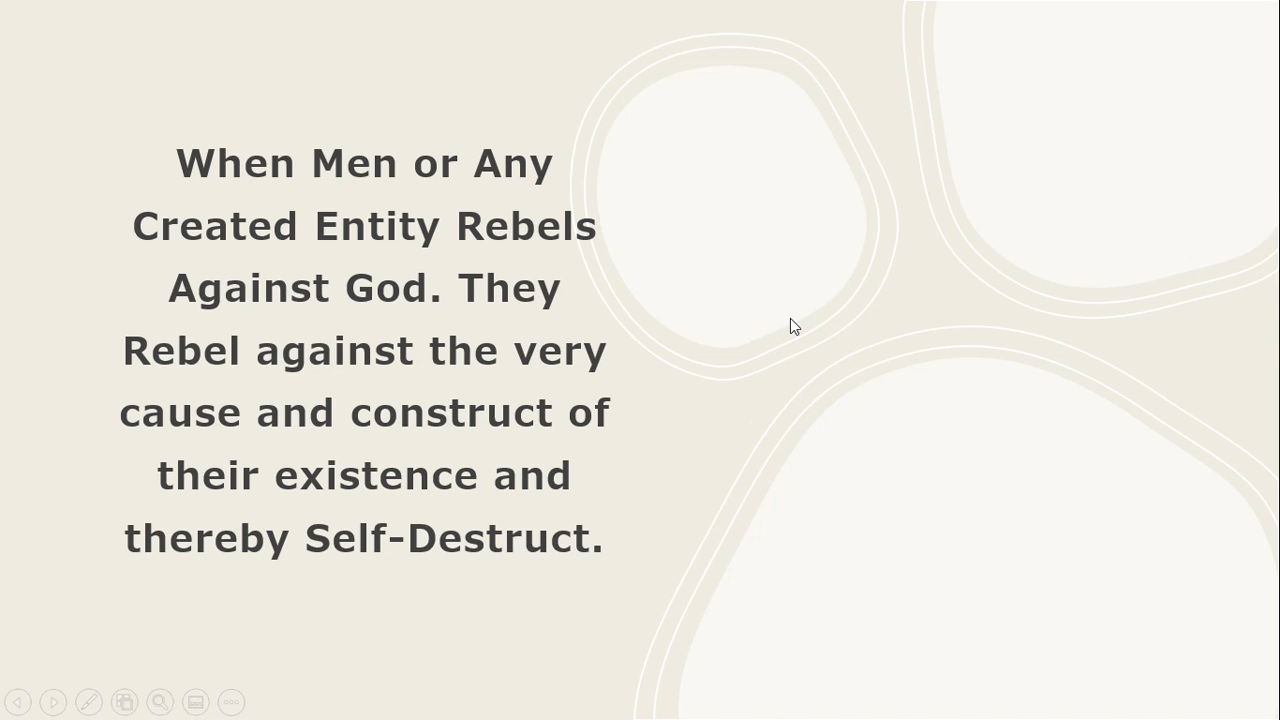 When Men or Any
Created Entity Rebels
Against God. They
Rebel against the very
cause and construct of
their existence and
thereby Self-Destruct.